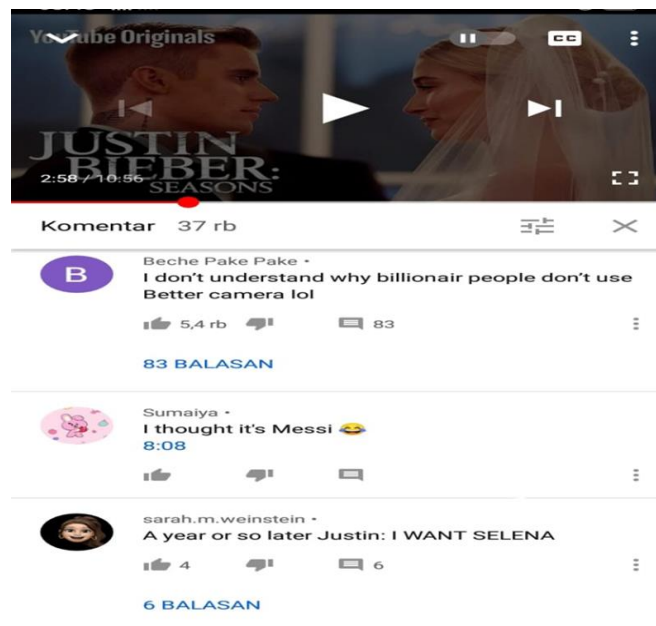 YouTube Originals
CC
JUSTIN
BIEBER:
SEASONS
2:58 / 10:56
Komentar 37 rb
B
Beche Pake Pake •
I don't understand why billionair people don't use
Better camera lol
5,4 rb 83
83 BALASAN
Sumaiya •
I thought it's Messi 😂
8:08
sarah.m.weinstein •
A year or so later Justin: I WANT SELENA
4 6
6 BALASAN